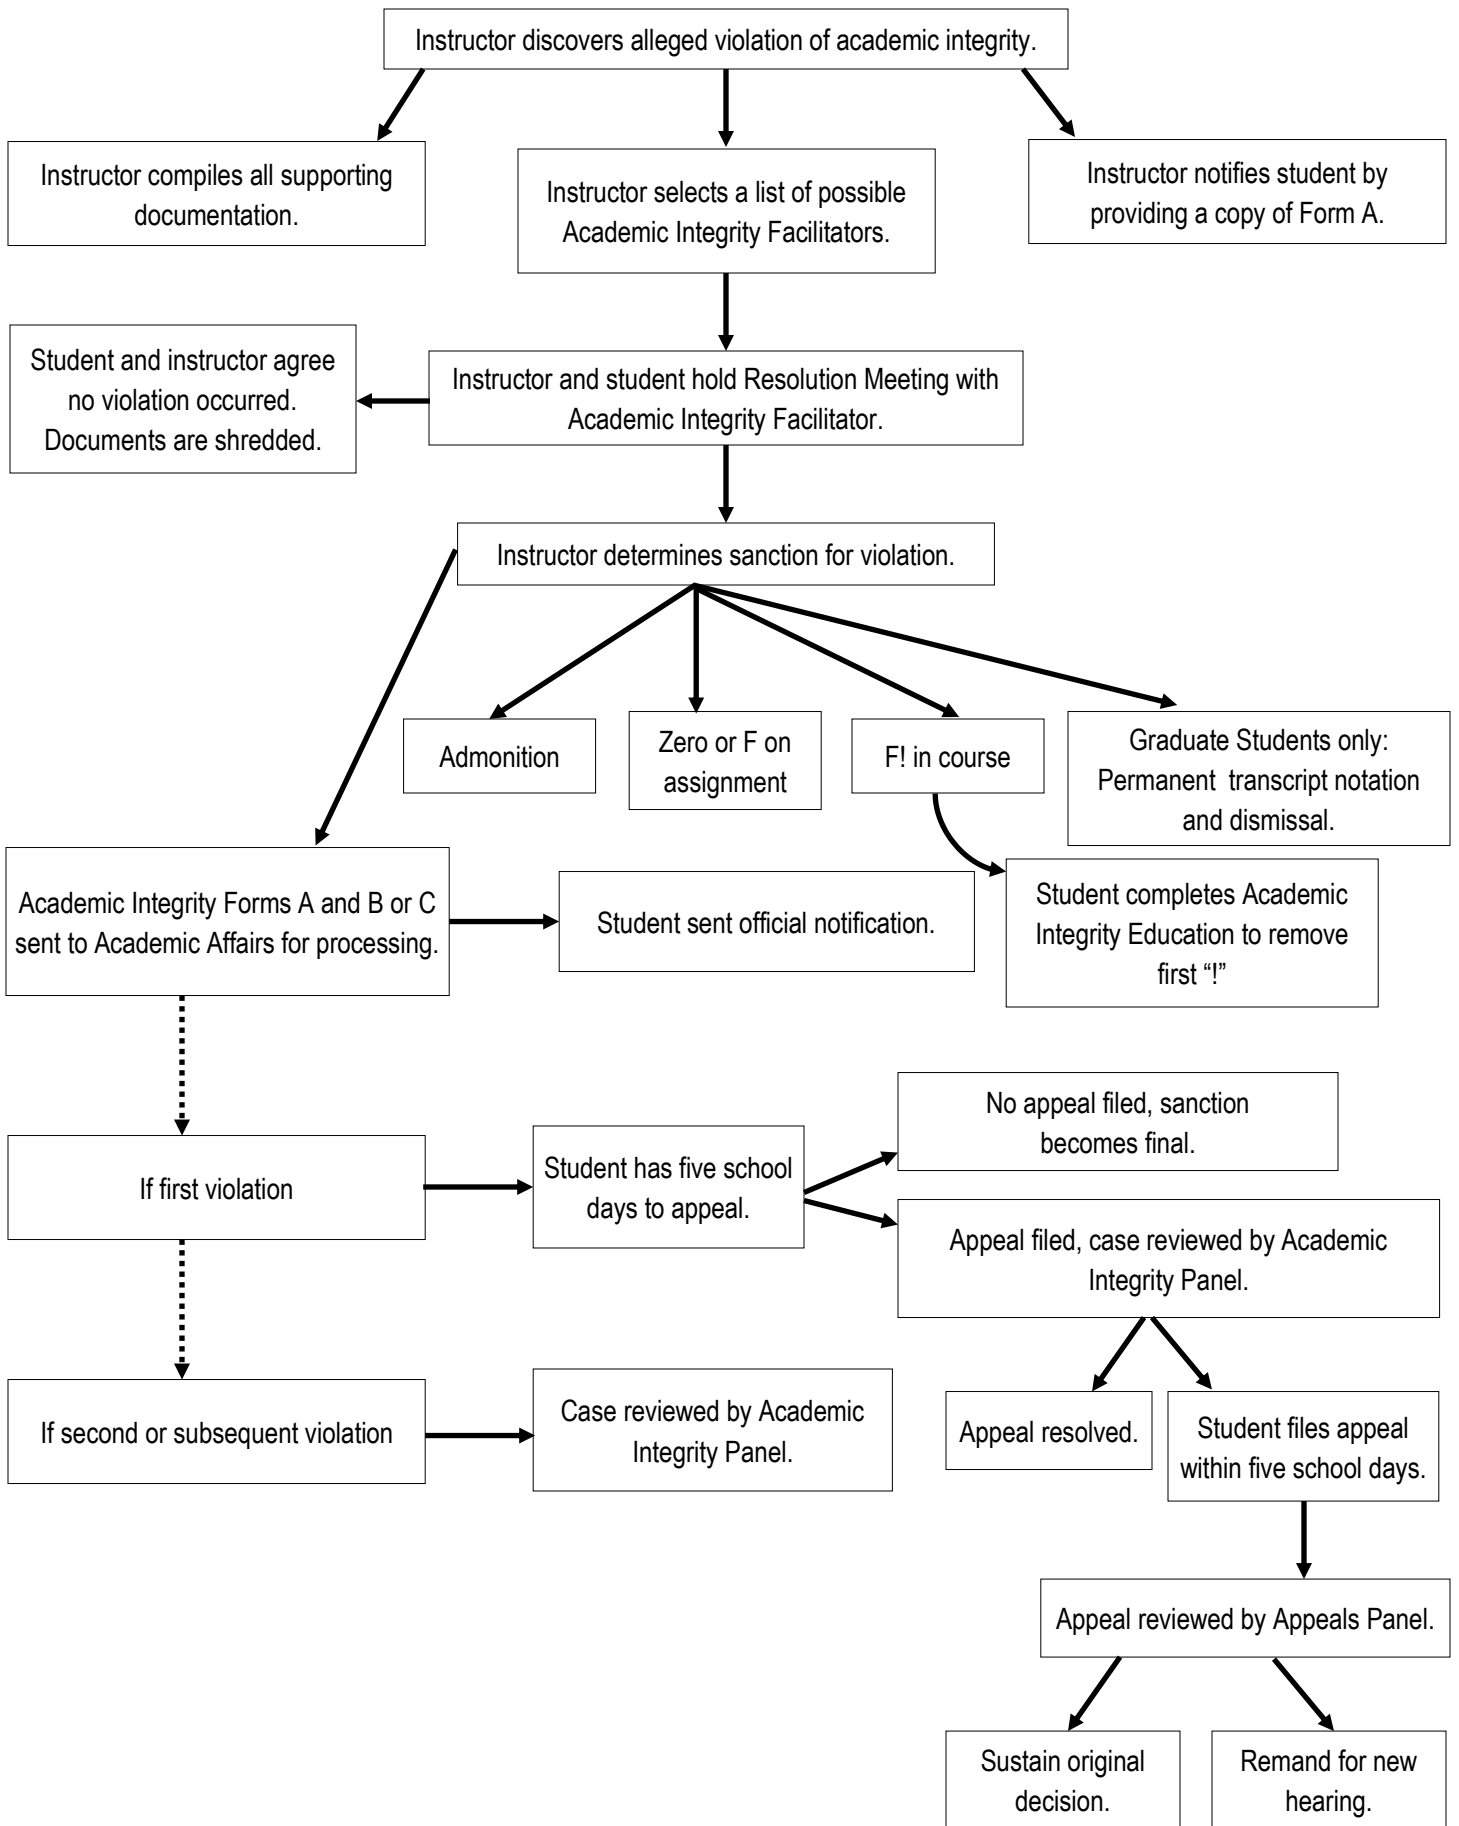 Instructor discovers alleged violation of academic integrity.
Instructor compiles all supporting
documentation.
Instructor selects a list of possible
Academic Integrity Facilitators.
Instructor notifies student by
providing a copy of Form A.
Student and instructor agree
no violation occurred.
Documents are shredded.
Instructor and student hold Resolution Meeting with
Academic Integrity Facilitator.
Instructor determines sanction for violation.
Admonition
Zero or F on
assignment
F! in course
Graduate Students only:
Permanent transcript notation
and dismissal.
Academic Integrity Forms A and B or C
sent to Academic Affairs for processing.
Student sent official notification.
Student completes Academic
Integrity Education to remove
first “!”
If first violation
Student has five school
days to appeal.
No appeal filed, sanction
becomes final.
Appeal filed, case reviewed by Academic
Integrity Panel.
If second or subsequent violation
Case reviewed by Academic
Integrity Panel.
Appeal resolved.
Student files appeal
within five school days.
Appeal reviewed by Appeals Panel.
Sustain original
decision.
Remand for new
hearing.